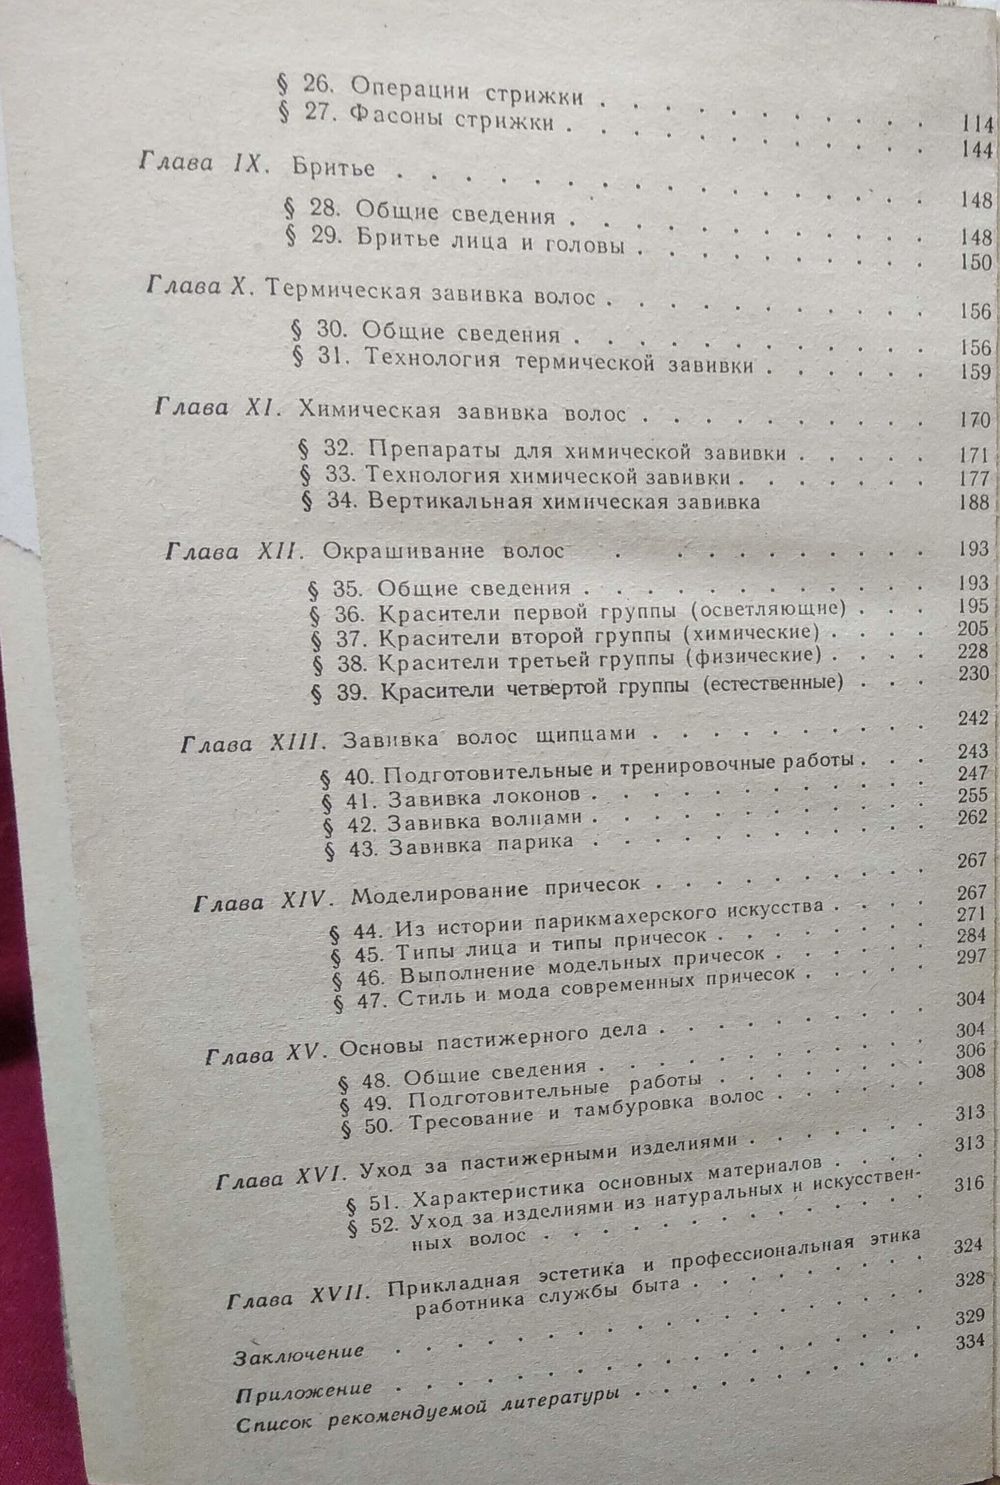 § 26. Операции стрижки . . . . . . . . . . 114
§ 27. Фасоны стрижки . . . . . . . . . . . 144
Глава IX. Бритье . . . . . . . . . . . . . . . . 148
§ 28. Общие сведения . . . . . . . . . . . 148
§ 29. Бритье лица и головы . . . . . . . . . 150
Глава X. Термическая завивка волос . . . . . . . . . . 156
§ 30. Общие сведения . . . . . . . . . . . 156
§ 31. Технология термической завивки . . . . . . 159
Глава XI. Химическая завивка волос . . . . . . . . . 170
§ 32. Препараты для химической завивки . . . . . 171
§ 33. Технология химической завивки . . . . . . . 177
§ 34. Вертикальная химическая завивка 188
Глава XII. Окрашивание волос . . . . . . . . . . 193
§ 35. Общие сведения . . . . . . . . . . . . 193
§ 36. Красители первой группы (осветляющие) . . . 195
§ 37. Красители второй группы (химические) . . . . 205
§ 38. Красители третьей группы (физические) . . . . 228
§ 39. Красители четвертой группы (естественные) . . . 230
Глава XIII. Завивка волос щипцами . . . . . . . . . 242
§ 40. Подготовительные и тренировочные работы . . . 243
§ 41. Завивка локонов . . . . . . . . . . . 247
§ 42. Завивка волнами . . . . . . . . . . . 255
§ 43. Завивка парика . . . . . . . . . . . 262
Глава XIV. Моделирование причесок . . . . . . . . . 267
§ 44. Из истории парикмахерского искусства . . . . 267
§ 45. Типы лица и типы причесок . . . . . . . . 271
§ 46. Выполнение модельных причесок . . . . . . 284
§ 47. Стиль и мода современных причесок . . . . . 297
Глава XV. Основы пастижерного дела . . . . . . . . . 304
§ 48. Общие сведения . . . . . . . . . . . 304
§ 49. Подготовительные работы . . . . . . . . 306
§ 50. Тресование и тамбуровка волос . . . . . . 308
Глава XVI. Уход за пастижерными изделиями . . . . . . 313
§ 51. Характеристика основных материалов . . . . 313
§ 52. Уход за изделиями из натуральных и искусствен-
ных волос . . . . . . . . . . . . . 316
Глава XVII. Прикладная эстетика и профессиональная этика
работника службы быта . . . . . . . . 324
Заключение . . . . . . . . . . . . . . . . 328
Приложение . . . . . . . . . . . . . . . . 329
Список рекомендуемой литературы . . . . . . . . . . 334